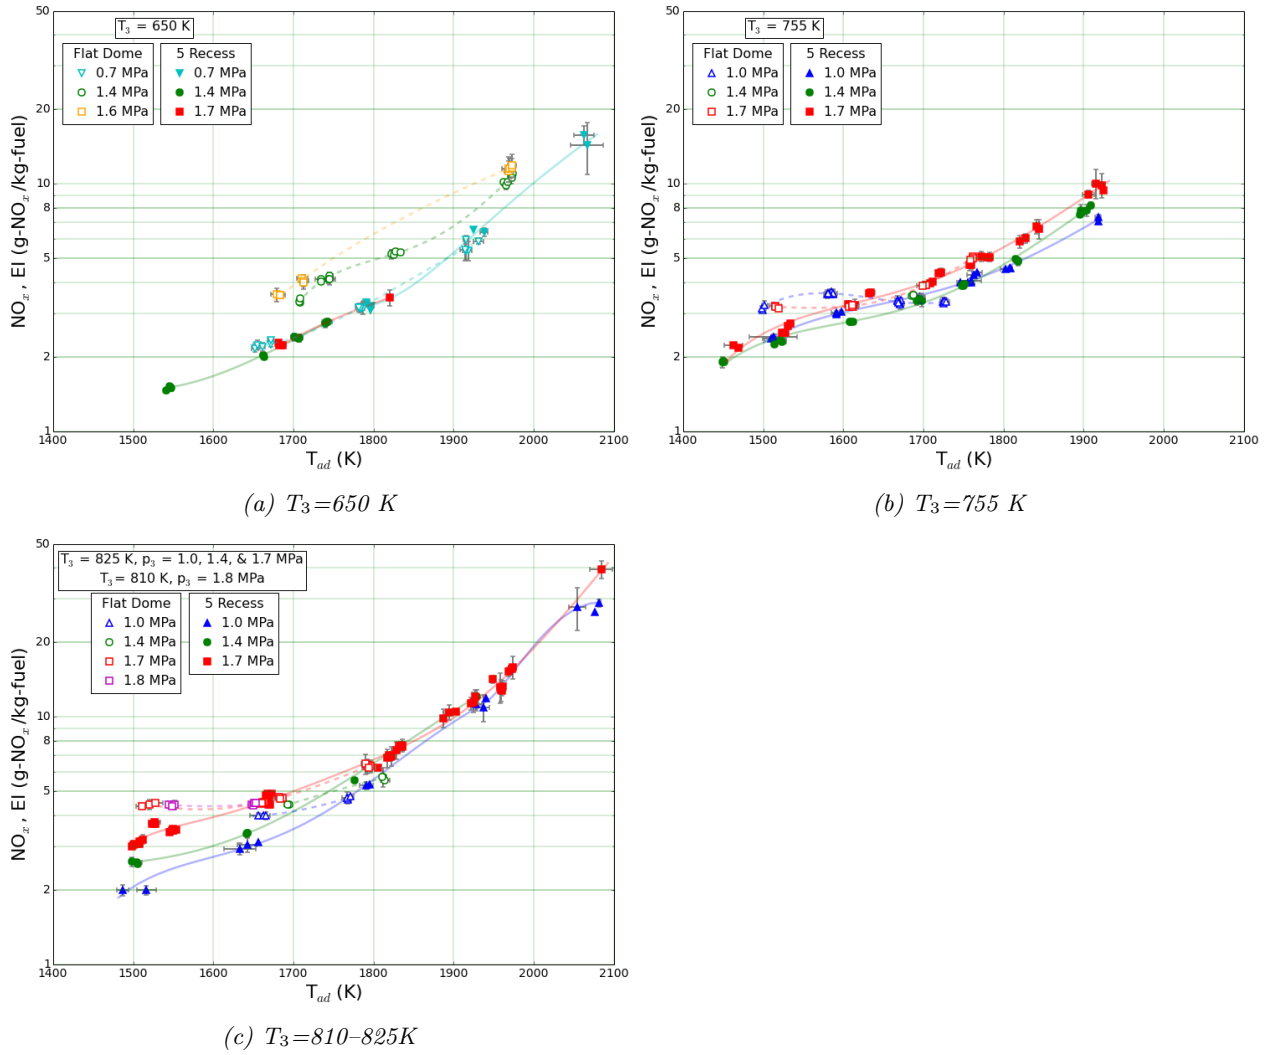 T3 = 650 K
Flat Dome
0.7 MPa
1.4 MPa
1.6 MPa
5 Recess
0.7 MPa
1.4 MPa
1.7 MPa
NOx, EI (g-NOx/kg-fuel)
50
20
10
8
5
2
1
1400 1500 1600 1700 1800 1900 2000 2100
Tad (K)
(a) T3=650 K
T3 = 755 K
Flat Dome
1.0 MPa
1.4 MPa
1.7 MPa
5 Recess
1.0 MPa
1.4 MPa
1.7 MPa
NOx, EI (g-NOx/kg-fuel)
50
20
10
8
5
2
1
1400 1500 1600 1700 1800 1900 2000 2100
Tad (K)
(b) T3=755 K
T3 = 825 K, p3 = 1.0, 1.4, & 1.7 MPa
T3= 810 K, p3 = 1.8 MPa
Flat Dome
1.0 MPa
1.4 MPa
1.7 MPa
1.8 MPa
5 Recess
1.0 MPa
1.4 MPa
1.7 MPa
NOx, EI (g-NOx/kg-fuel)
50
20
10
8
5
2
1
1400 1500 1600 1700 1800 1900 2000 2100
Tad (K)
(c) T3=810–825K